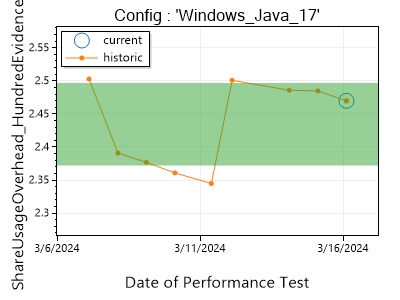 Config : 'Windows_Java_17'
ShareUsageOverhead_HundredEvidence
current
historic
2.55
2.5
2.45
2.4
2.35
2.3
3/6/2024
3/11/2024
3/16/2024
Date of Performance Test